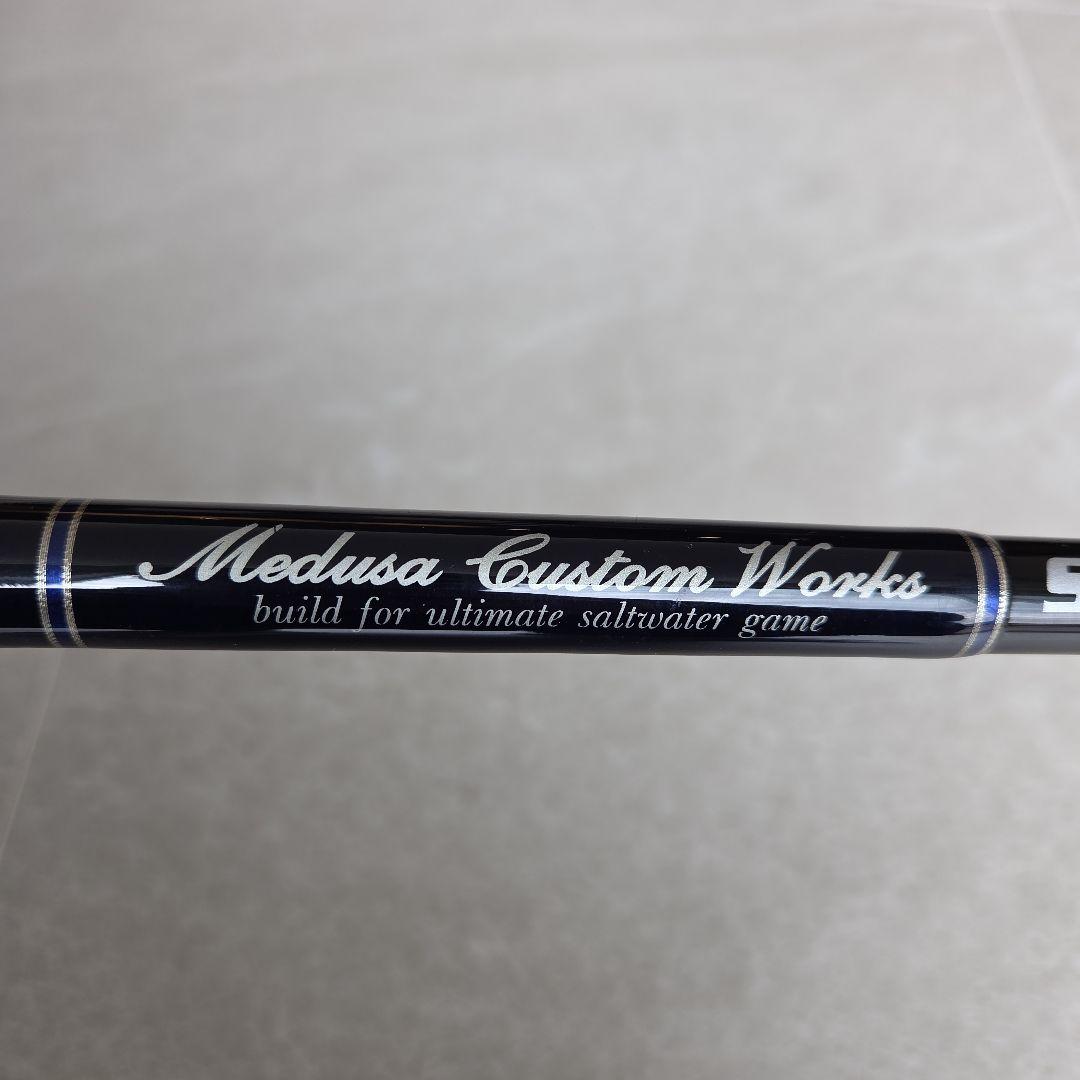 Medusa Custom Works
build for ultimate saltwater game
S